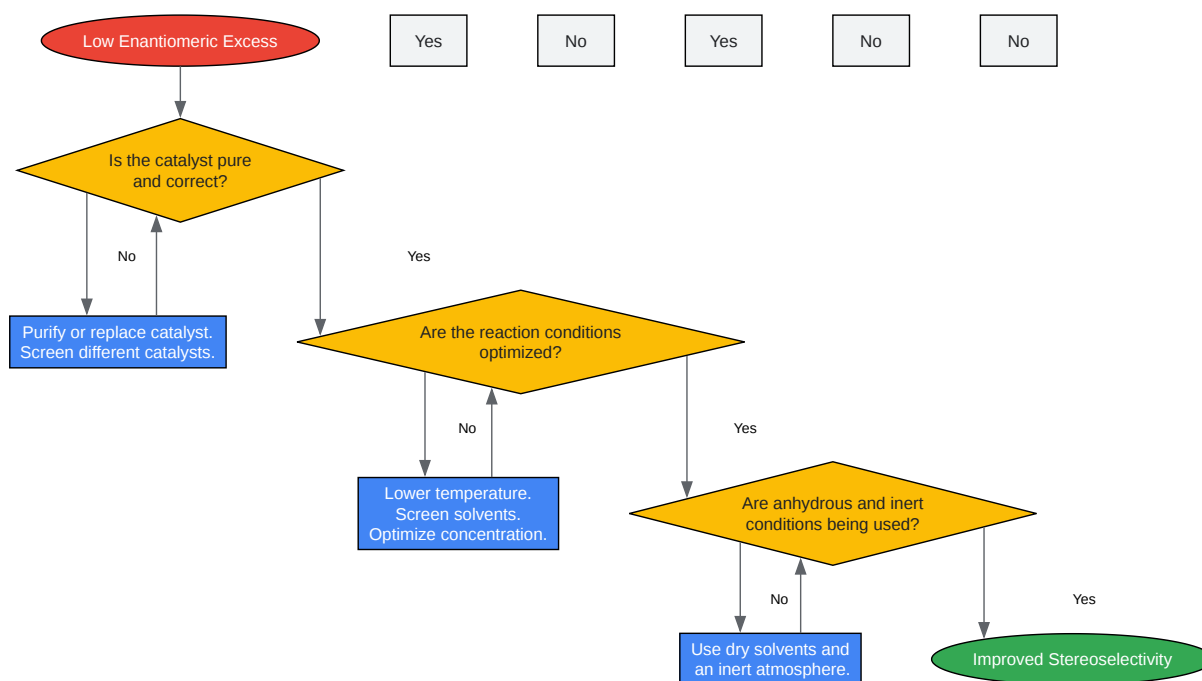 Low Enantiomeric Excess
Yes
No
Yes
No
No
Is the catalyst pure
and correct?
No
Yes
Purify or replace catalyst.
Screen different catalysts.
Are the reaction conditions
optimized?
No
Yes
Lower temperature.
Screen solvents.
Optimize concentration.
Are anhydrous and inert
conditions being used?
No
Yes
Use dry solvents and
an inert atmosphere.
Improved Stereoselectivity